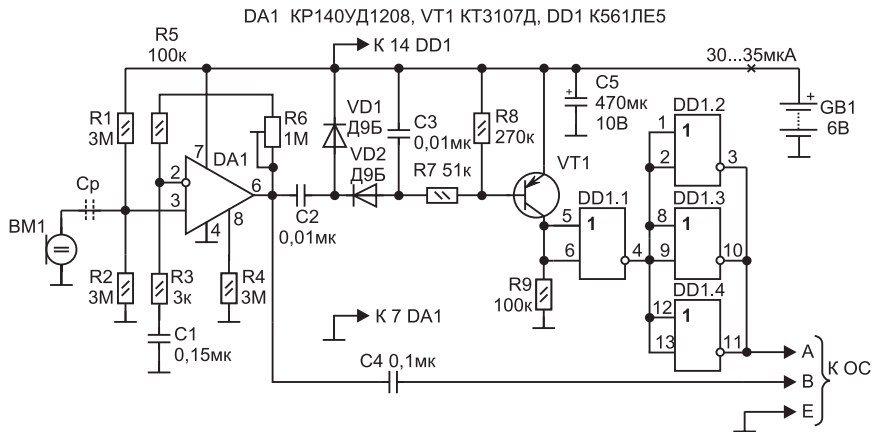 DA1 КР140УД1208, VT1 КТ3107Д, DD1 К561ЛЕ5
К 14 DD1
30...35мкА
R5
100к
R1
3М
R6
1М
VD1
Д9Б
VD2
Д9Б
C3
0,01мк
R8
270к
C5
470мк
10В
+
GB1
6В
+
DD1.2
1
1
2
3
7
DA1
2
3
6
4
8
Ср
ВМ1
C2
0,01мк
R7 51к
VT1
DD1.1
5
1
6
4
DD1.3
8
1
9
10
R2
3М
R3
3к
R4
3М
R9
100к
DD1.4
12
1
13
11
C1
0,15мк
К 7 DA1
C4 0,1мк
А
В
Е
К ОС